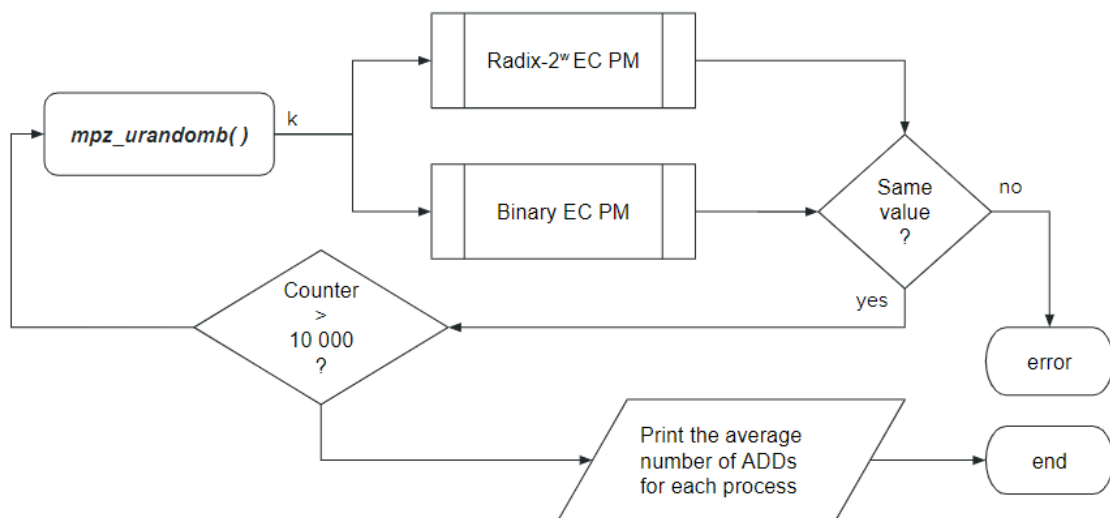 Radix-2ʷ EC PM
mpz_urandomb( )
k
Binary EC PM
Same
value
?
no
yes
Counter
>
10 000
?
error
Print the average
number of ADDs
for each process
end